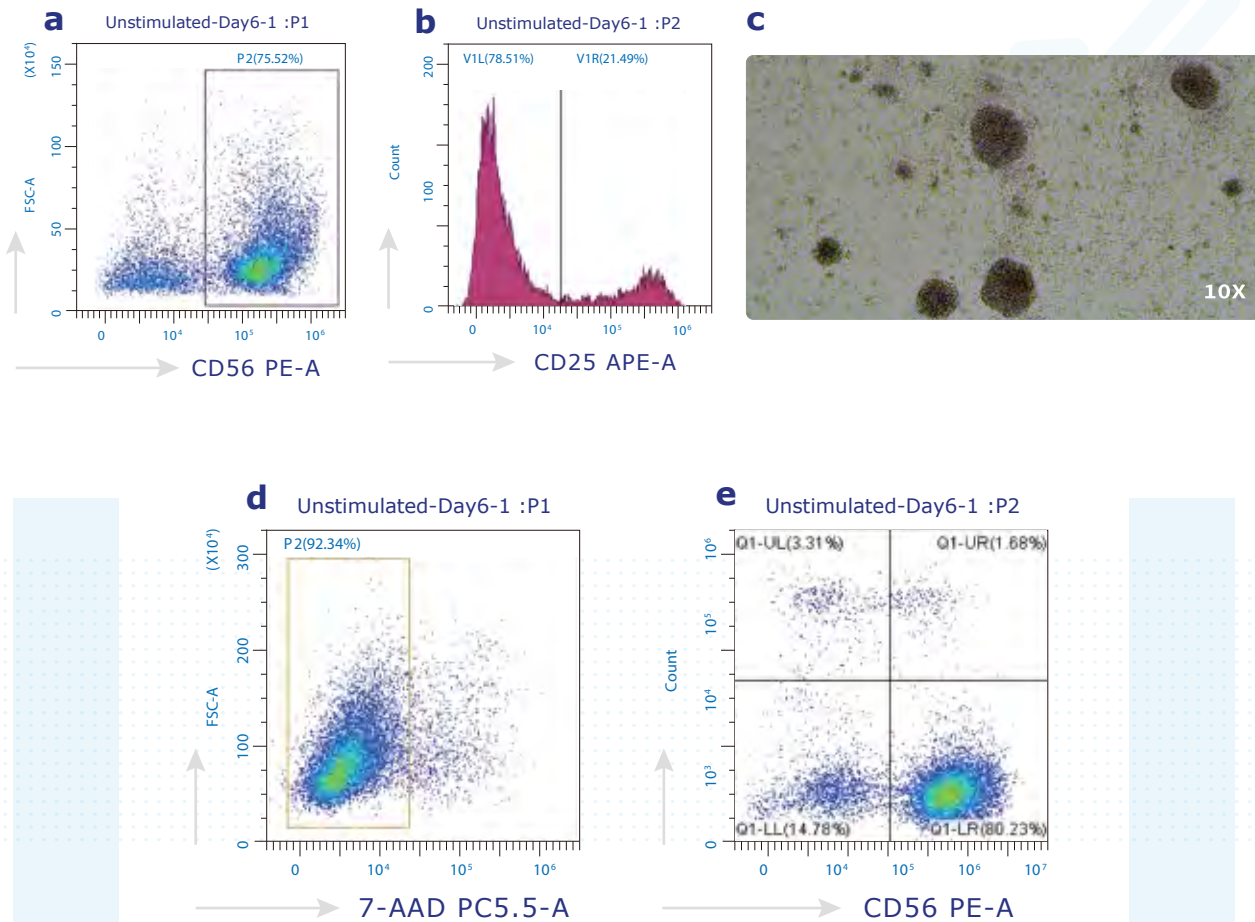 a
Unstimulated-Day6-1 :P1
P2(75.52%)
(X10⁴)
150
100
50
0
FSC-A
0
10⁴
10⁵
10⁶
CD56 PE-A
b
Unstimulated-Day6-1 :P2
V1L(78.51%)
V1R(21.49%)
200
100
0
Count
0
10⁴
10⁵
10⁶
CD25 APE-A
c
10X
d
Unstimulated-Day6-1 :P1
P2(92.34%)
(X10⁴)
300
200
100
0
FSC-A
0
10⁴
10⁵
10⁶
7-AAD PC5.5-A
e
Unstimulated-Day6-1 :P2
Q1-UL(3.31%)
Q1-UR(1.68%)
10⁶
10⁵
10⁴
10³
0
Count
Q1-LL(14.78%)
Q1-LR(80.23%)
0
10⁴
10⁵
10⁶
10⁷
CD56 PE-A